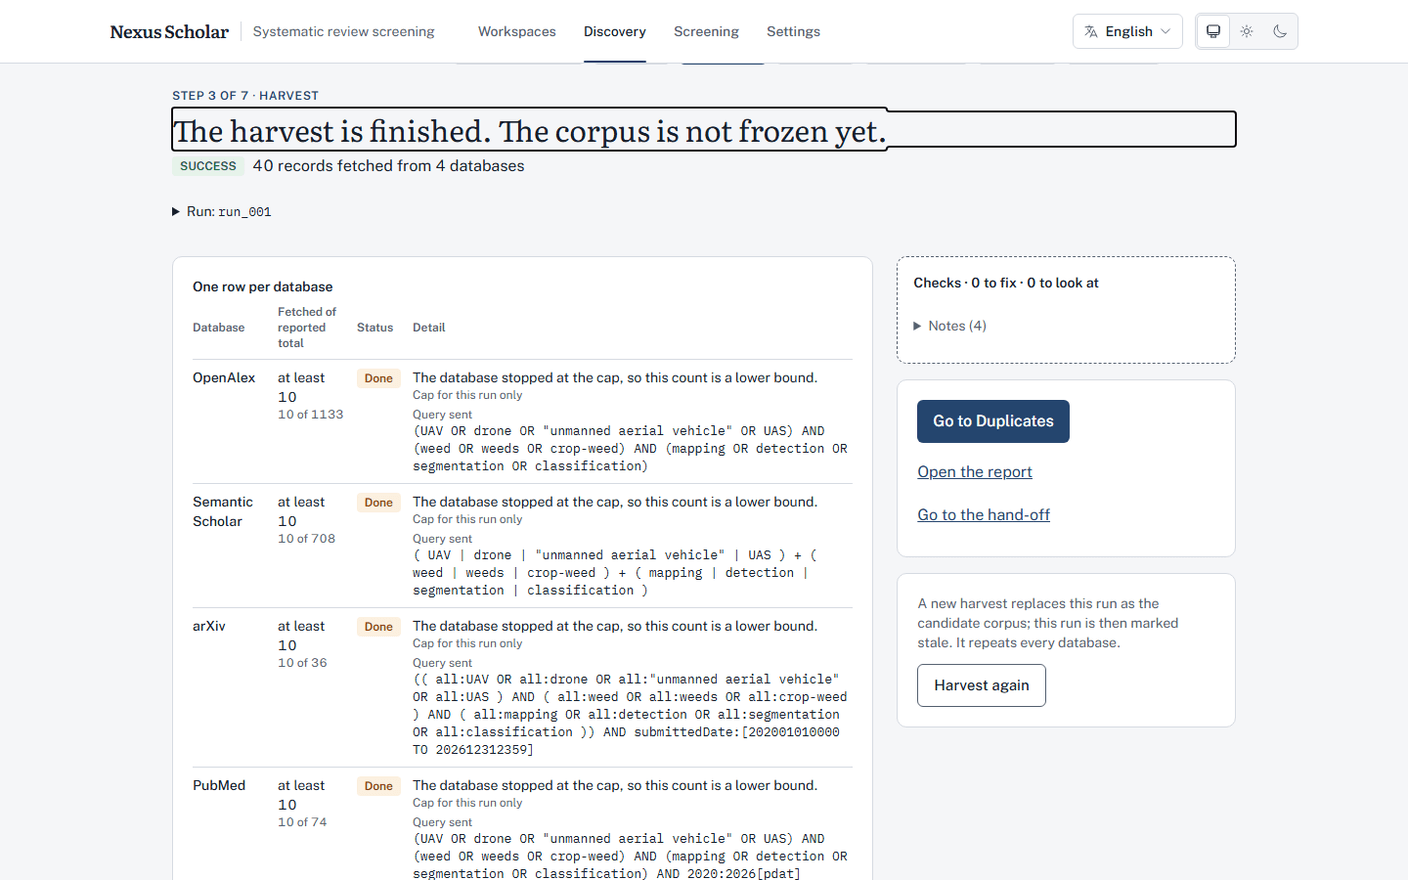 Nexus Scholar
Systematic review screening
Workspaces
Discovery
Screening
Settings
English
STEP 3 OF 7 · HARVEST
The harvest is finished. The corpus is not frozen yet.
SUCCESS
40 records fetched from 4 databases
Run: run_001
One row per database
Database
Fetched of
reported
total
Status
Detail
OpenAlex
at least
10
10 of 1133
Done
The database stopped at the cap, so this count is a lower bound.
Cap for this run only
Query sent
(UAV OR drone OR "unmanned aerial vehicle" OR UAS) AND
(weed OR weeds OR crop-weed) AND (mapping OR detection OR
segmentation OR classification)
Semantic
Scholar
at least
10
10 of 708
Done
The database stopped at the cap, so this count is a lower bound.
Cap for this run only
Query sent
( UAV | drone | "unmanned aerial vehicle" | UAS ) + (
weed | weeds | crop-weed ) + ( mapping | detection |
segmentation | classification )
arXiv
at least
10
10 of 36
Done
The database stopped at the cap, so this count is a lower bound.
Cap for this run only
Query sent
(( all:UAV OR all:drone OR all:"unmanned aerial vehicle"
OR all:UAS ) AND ( all:weed OR all:weeds OR all:crop-weed
) AND ( all:mapping OR all:detection OR all:segmentation
OR all:classification )) AND submittedDate:[202001010000
TO 202612312359]
PubMed
at least
10
10 of 74
Done
The database stopped at the cap, so this count is a lower bound.
Cap for this run only
Query sent
(UAV OR drone OR "unmanned aerial vehicle" OR UAS) AND
(weed OR weeds OR crop-weed) AND (mapping OR detection OR
segmentation OR classification) AND 2020:2026[pdat]
Checks · 0 to fix · 0 to look at
Notes (4)
Go to Duplicates
Open the report
Go to the hand-off
A new harvest replaces this run as the
candidate corpus; this run is then marked
stale. It repeats every database.
Harvest again